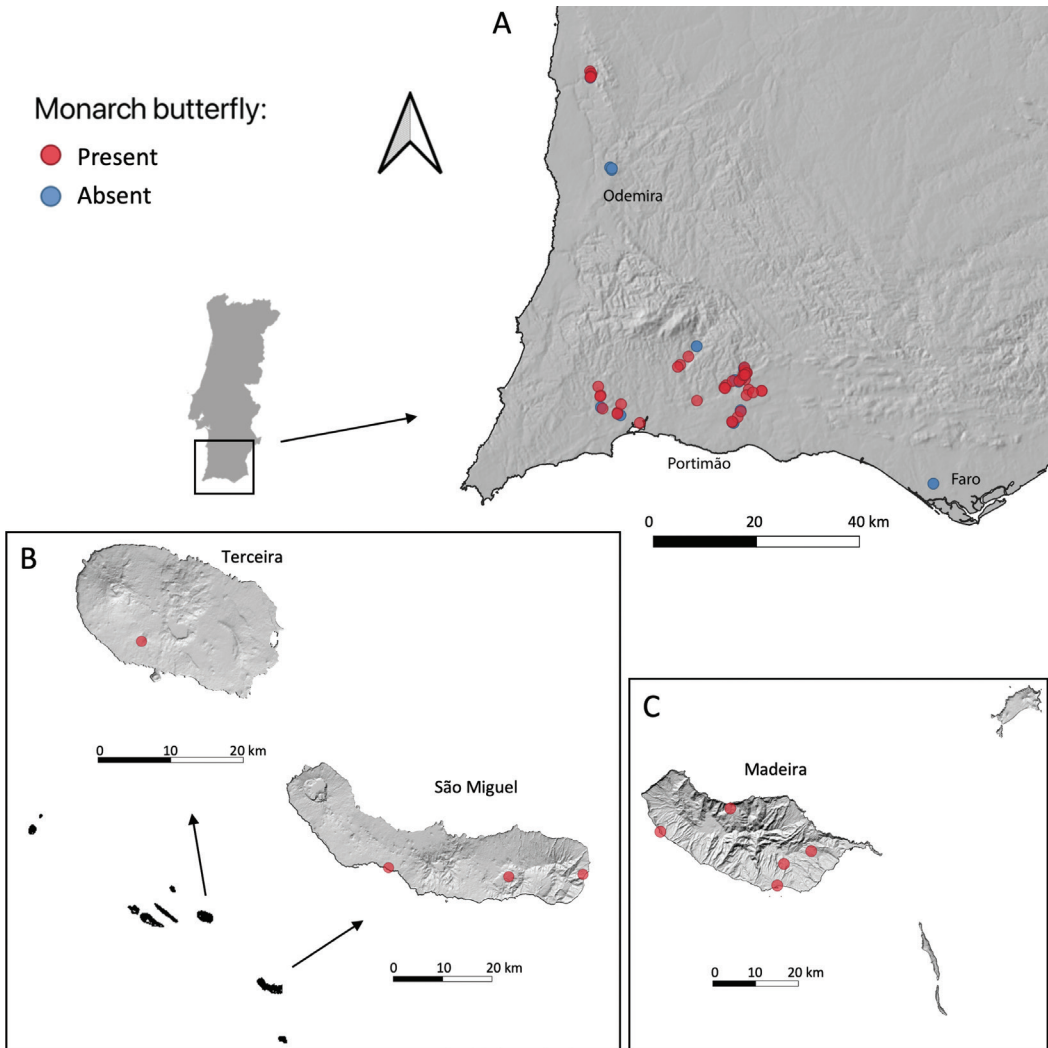 A
Monarch butterfly:
Present
Absent
Odemira
Portimão
Faro
0 20 40 km
B
Terceira
0 10 20 km
São Miguel
0 10 20 km
C
Madeira
0 10 20 km